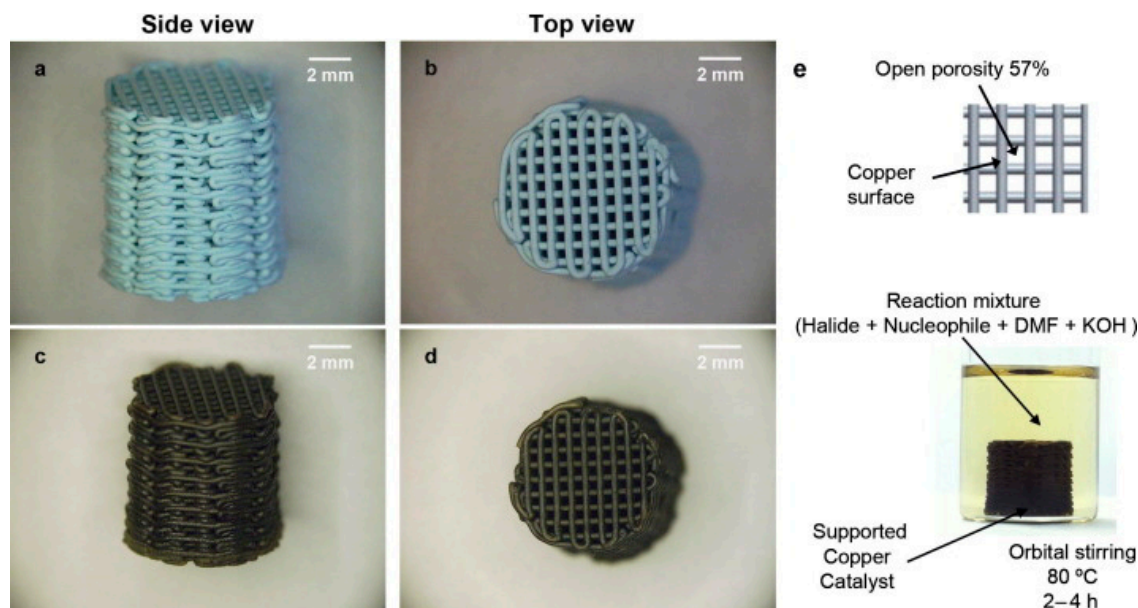 Side view
Top view
a
2 mm
b
2 mm
c
2 mm
d
2 mm
e
Open porosity 57%
Copper
surface
Reaction mixture
(Halide + Nucleophile + DMF + KOH )
Supported
Copper
Catalyst
Orbital stirring
80 ºC
2–4 h